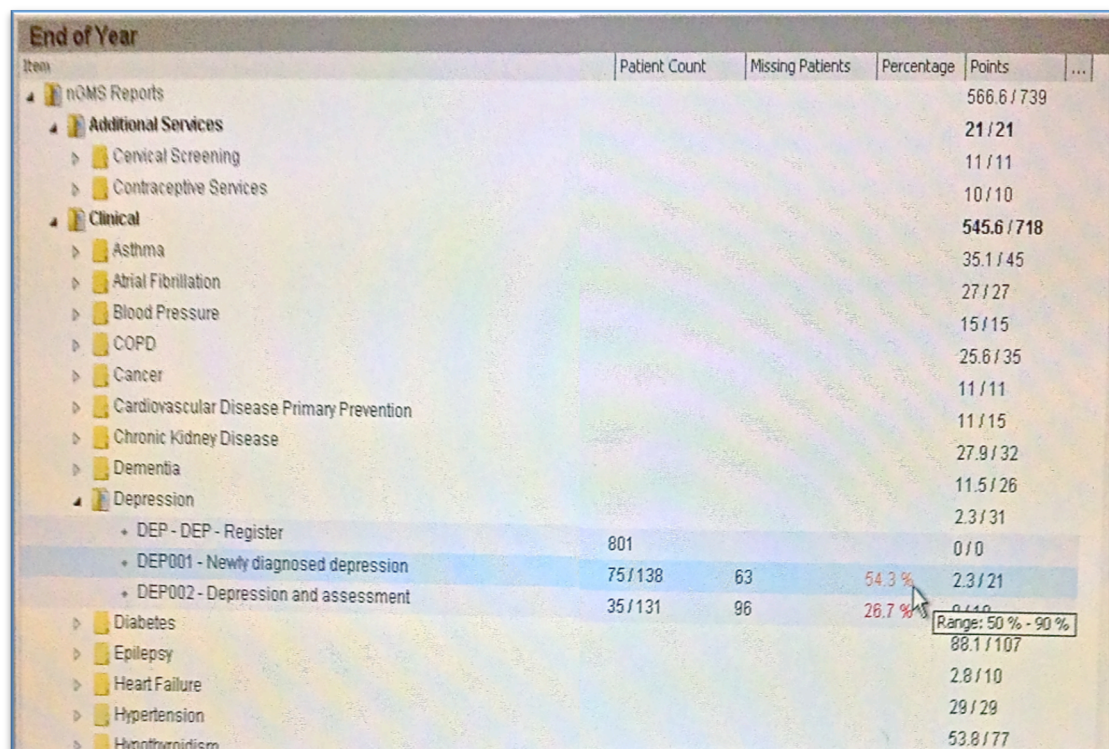 End of Year
Item Patient Count Missing Patients Percentage Points ...
nGMS Reports 566.6 / 739
Additional Services 21 / 21
Cervical Screening 11 / 11
Contraceptive Services 10 / 10
Clinical 545.6 / 718
Asthma 35.1 / 45
Atrial Fibrillation 27 / 27
Blood Pressure 15 / 15
COPD 25.6 / 35
Cancer 11 / 11
Cardiovascular Disease Primary Prevention 11 / 15
Chronic Kidney Disease 27.9 / 32
Dementia 11.5 / 26
Depression 2.3 / 31
DEP - DEP - Register 801 0 / 0
DEP001 - Newly diagnosed depression 75 / 138 63 54.3 % 2.3 / 21
DEP002 - Depression and assessment 35 / 131 96 26.7 %
Range: 50 % - 90 %
Diabetes 88.1 / 107
Epilepsy 2.8 / 10
Heart Failure 29 / 29
Hypertension 53.8 / 77
Hypothyroidism